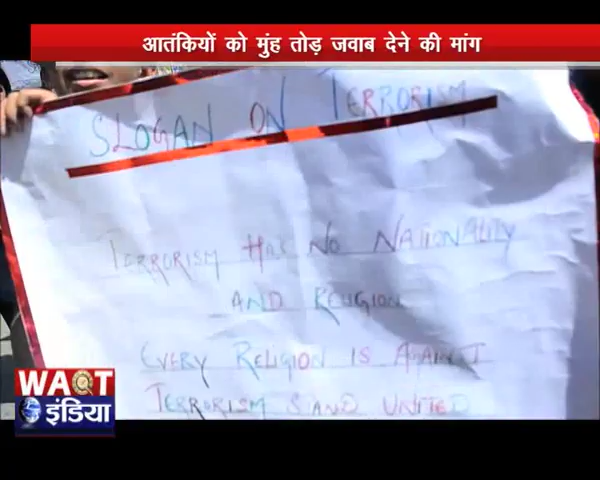 आतंकियों को मुंह तोड़ जवाब देने की मांग
SLOGAN ON TERRORISM
TERRORISM HAS NO NATIONALITY
AND RELIGION
EVERY RELIGION IS AGAINST
TERRORISM STAND UNITED
WAQT
इंडिया